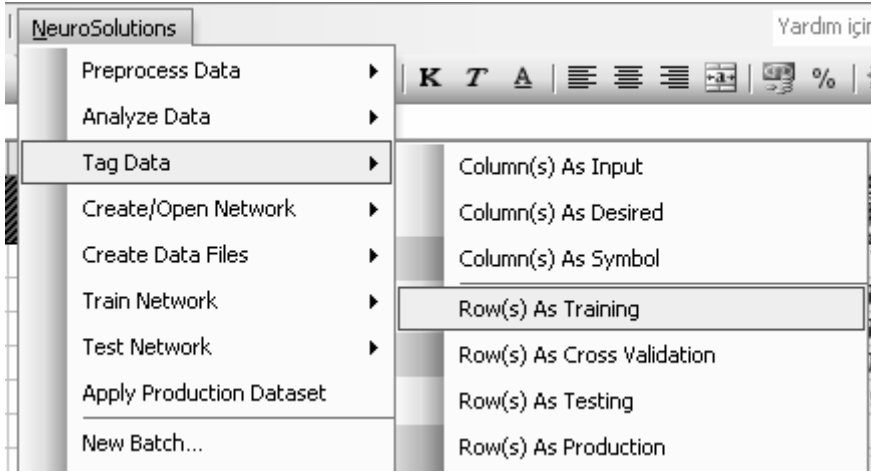 NeuroSolutions
Yardım için
Preprocess Data
K T A %
Analyze Data
Tag Data
Create/Open Network
Create Data Files
Train Network
Test Network
Apply Production Dataset
New Batch...
Column(s) As Input
Column(s) As Desired
Column(s) As Symbol
Row(s) As Training
Row(s) As Cross Validation
Row(s) As Testing
Row(s) As Production